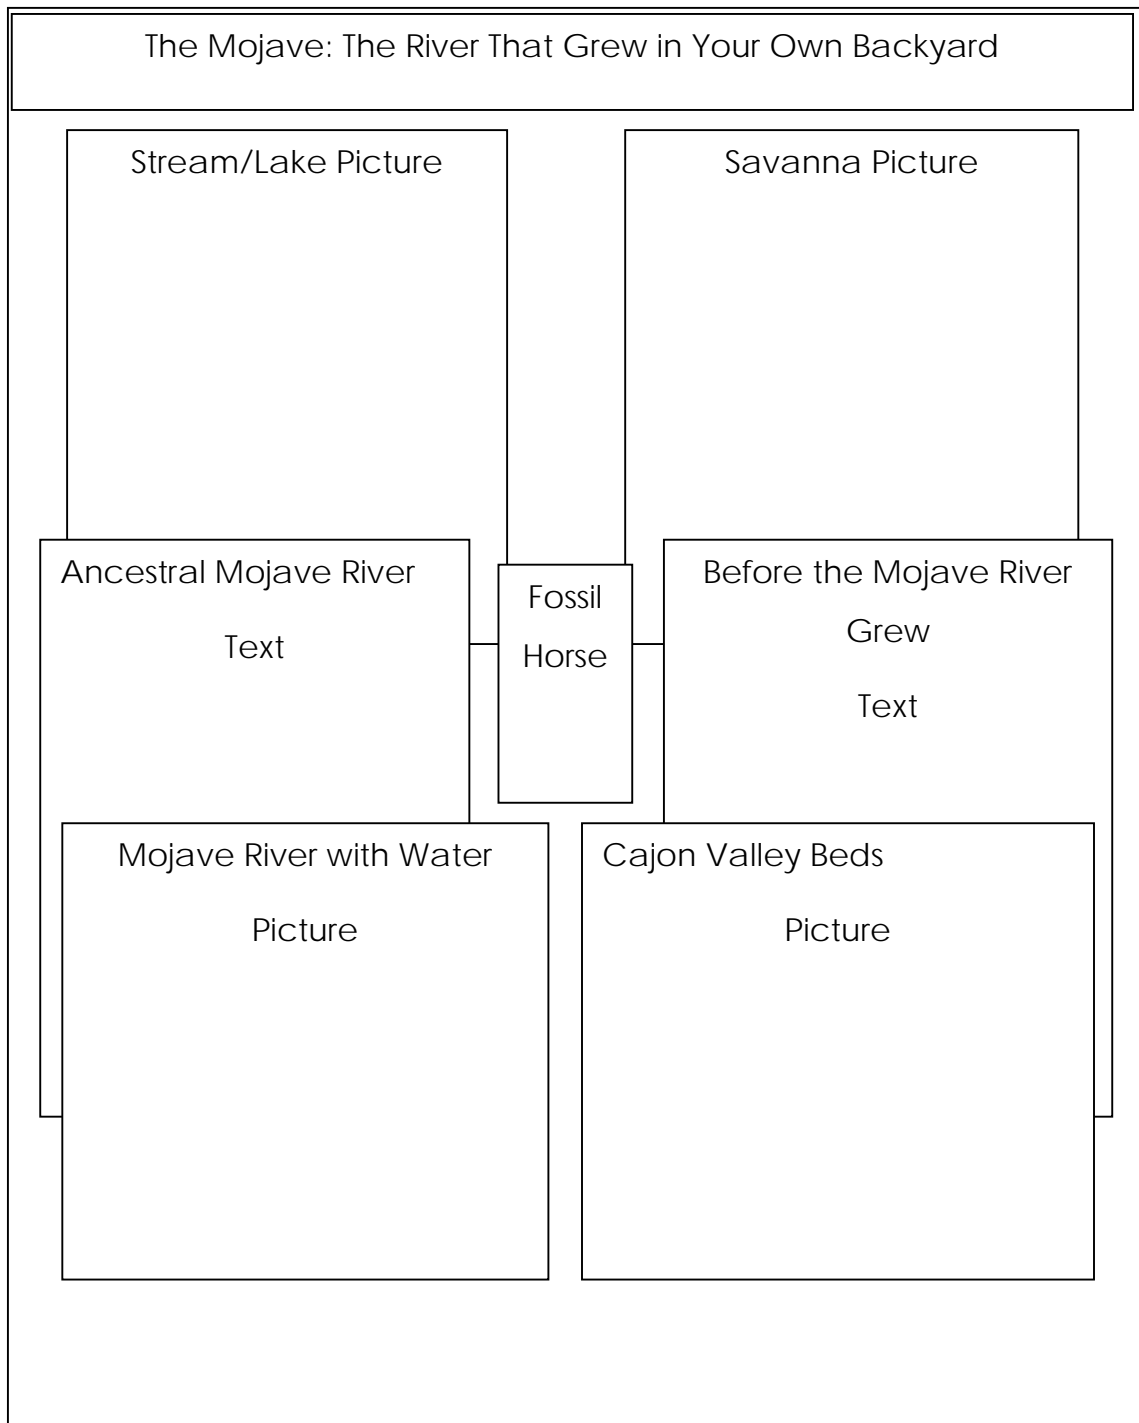 The Mojave: The River That Grew in Your Own Backyard
Stream/Lake Picture
Savanna Picture
Ancestral Mojave River
Text
Fossil
Horse
Before the Mojave River
Grew
Text
Mojave River with Water
Picture
Cajon Valley Beds
Picture